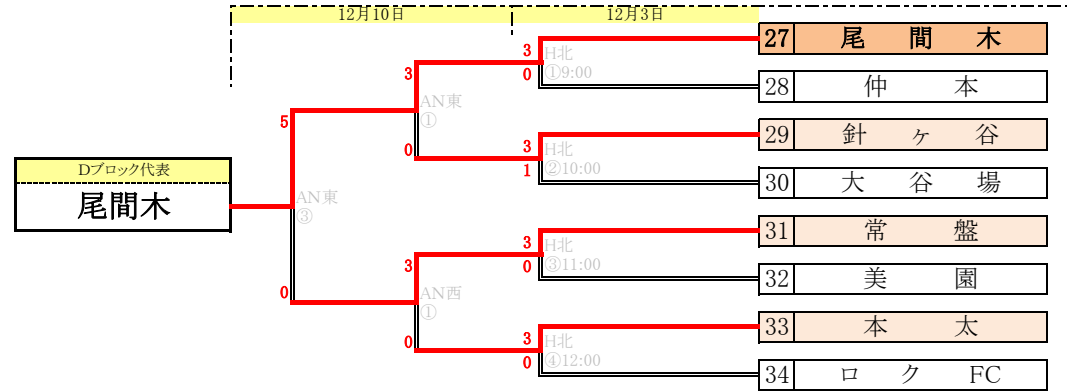 12月10日 12月3日
27 尾間木
3 H北
0 ①9:00
28 仲本
3 AN東
0 ①
29 針ヶ谷
3 H北
1 ②10:00
30 大谷場
Dブロック代表
尾間木
5 AN東
0 ③
31 常盤
3 H北
0 ③11:00
32 美園
3 AN西
0 ①
33 本太
3 H北
0 ④12:00
34 ロクFC